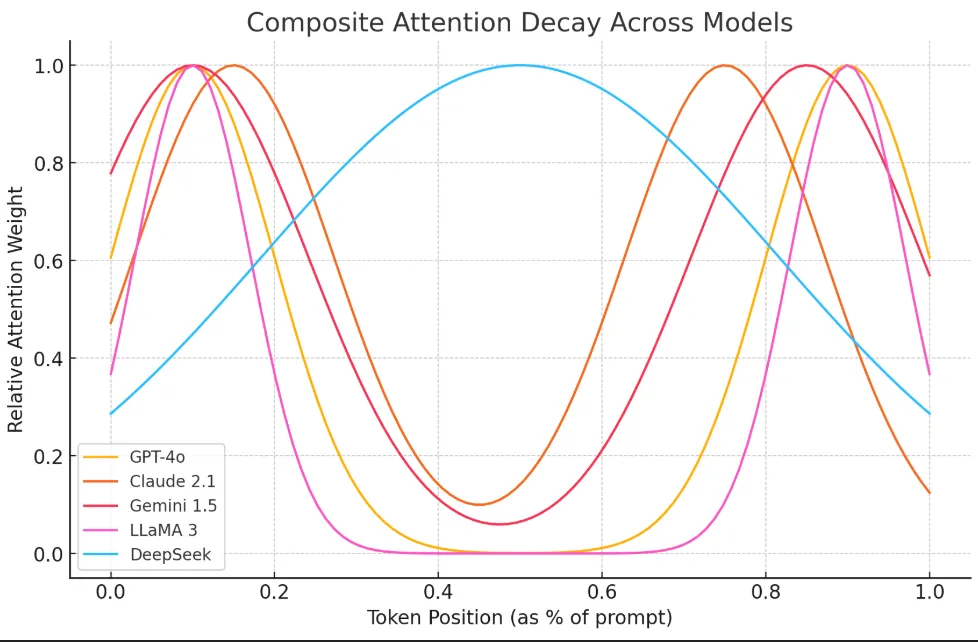 Composite Attention Decay Across Models
Relative Attention Weight
1.0
0.8
0.6
0.4
0.2
0.0
GPT-4o
Claude 2.1
Gemini 1.5
LLaMA 3
DeepSeek
0.0 0.2 0.4 0.6 0.8 1.0
Token Position (as % of prompt)